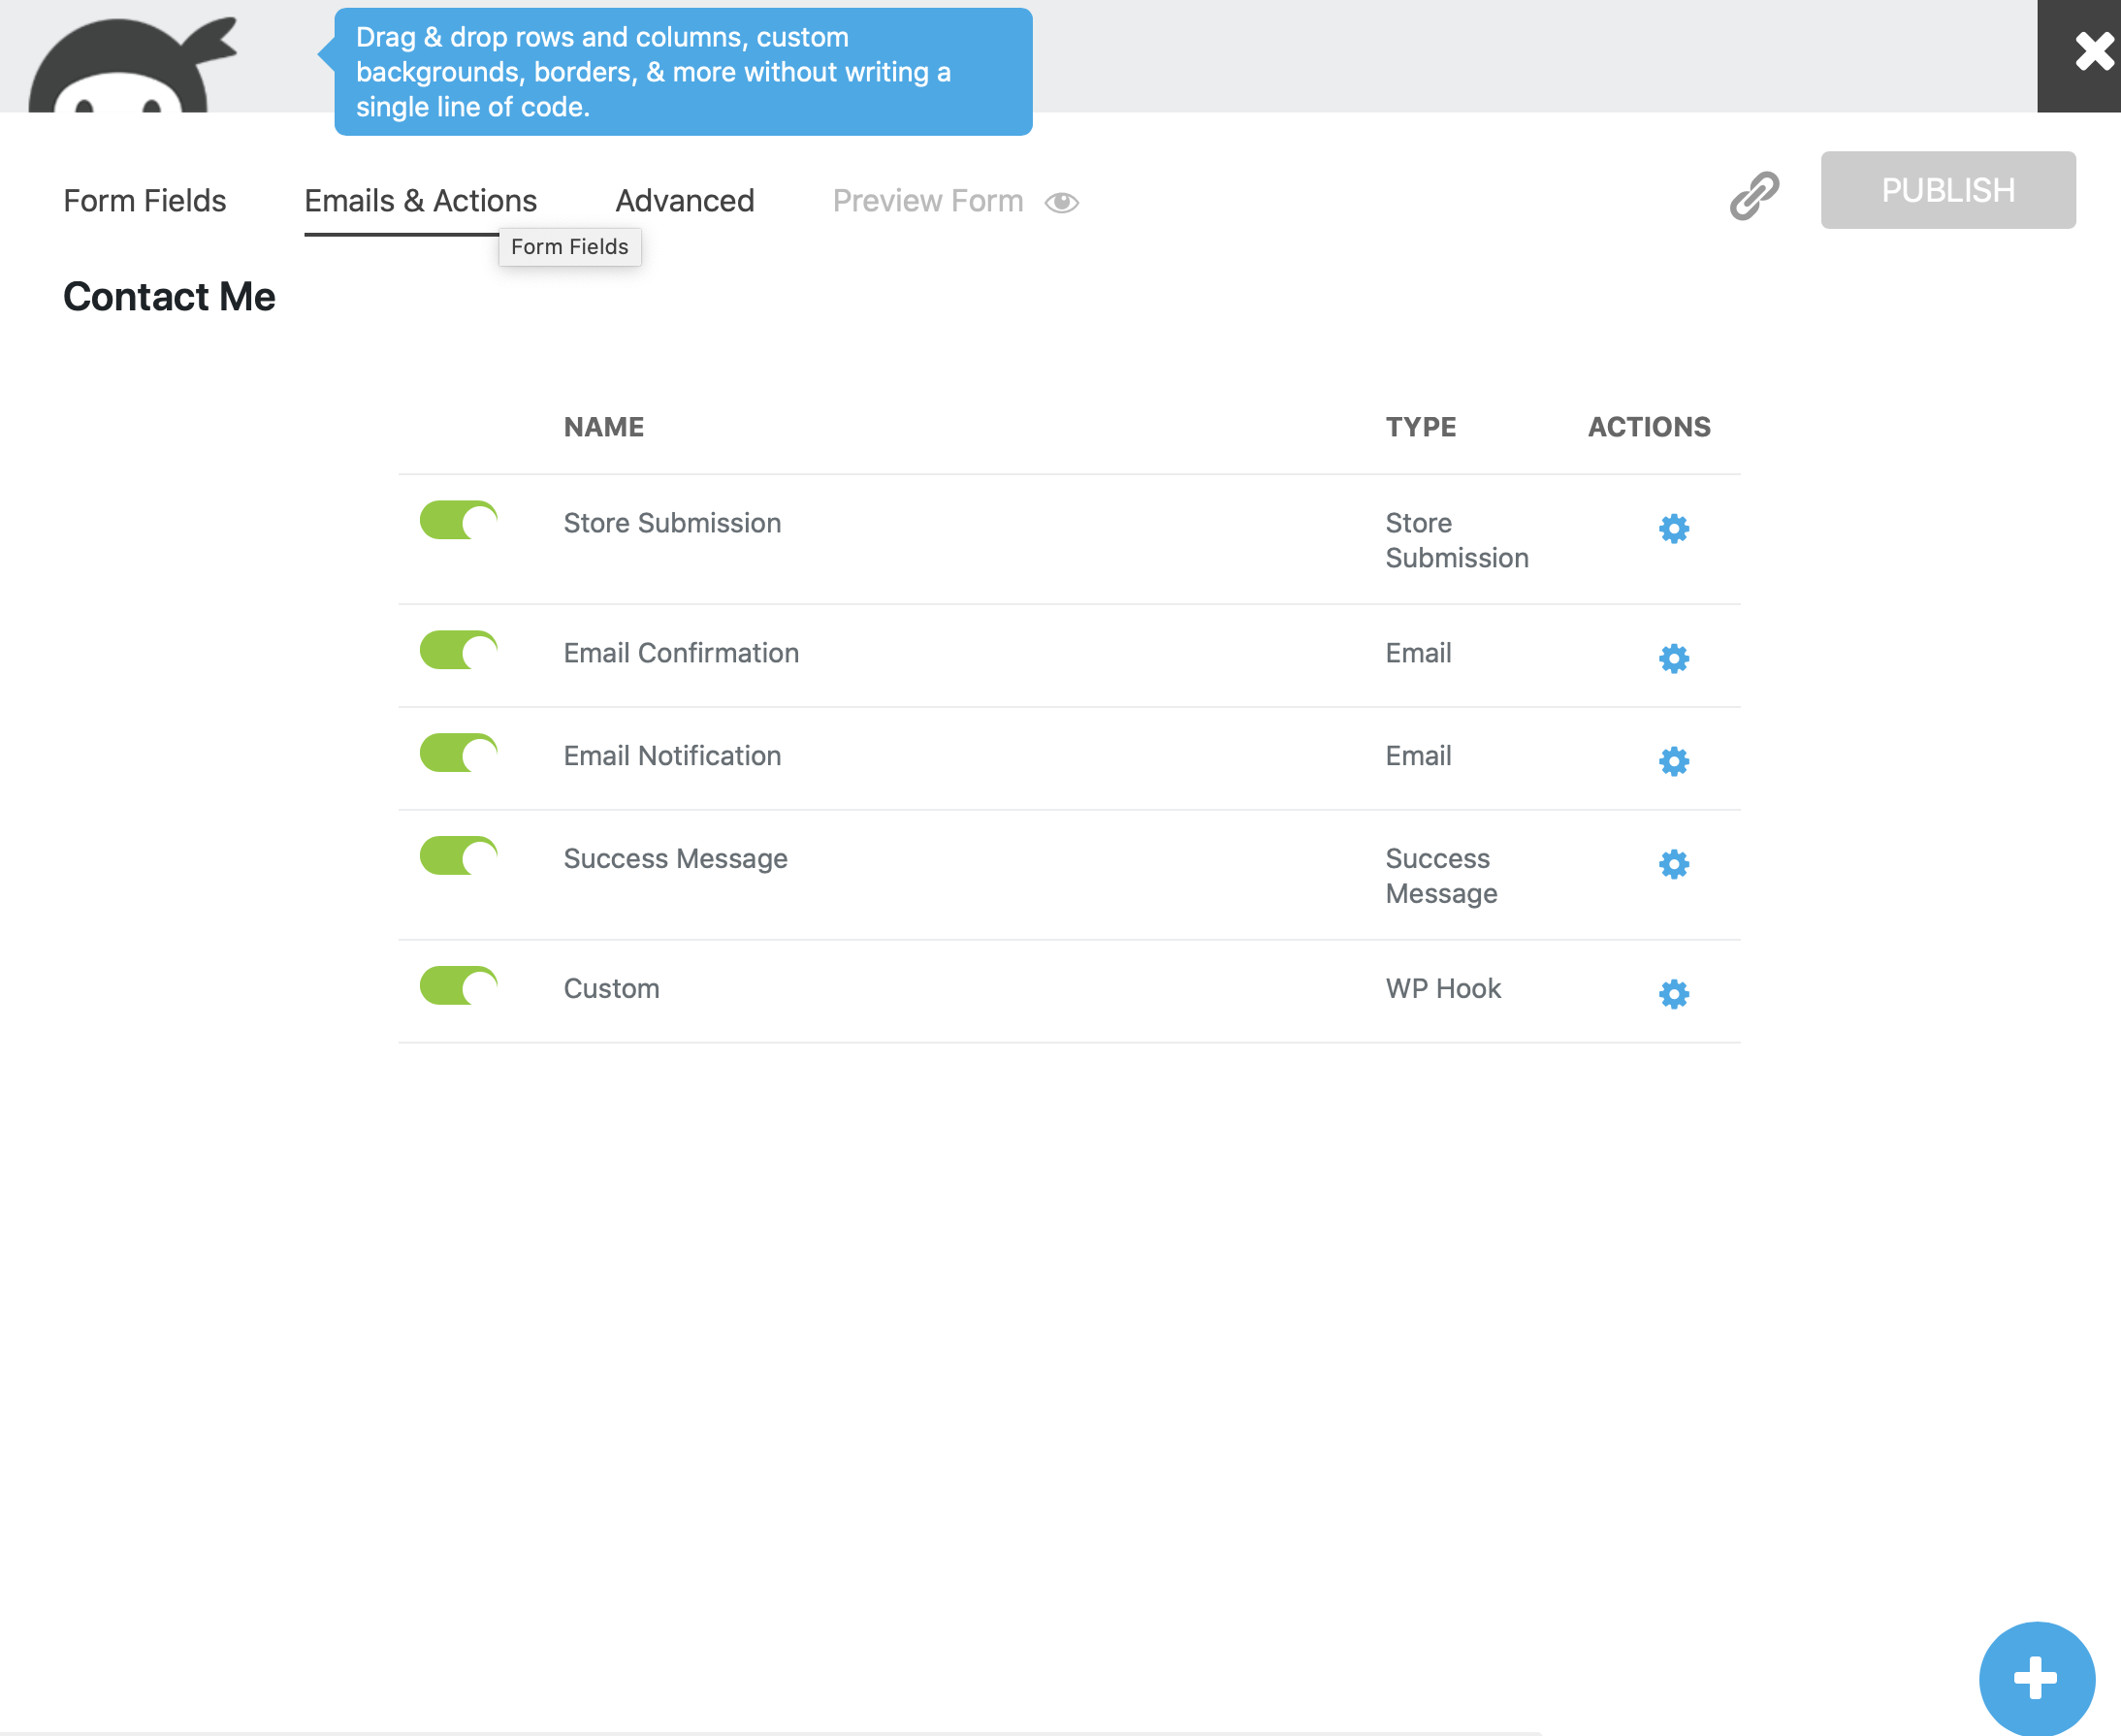 Drag & drop rows and columns, custom
backgrounds, borders, & more without writing a
single line of code.
Form Fields
Emails & Actions
Advanced
Preview Form
PUBLISH
Form Fields
Contact Me
NAME
TYPE
ACTIONS
Store Submission
Store
Submission
Email Confirmation
Email
Email Notification
Email
Success Message
Success
Message
Custom
WP Hook